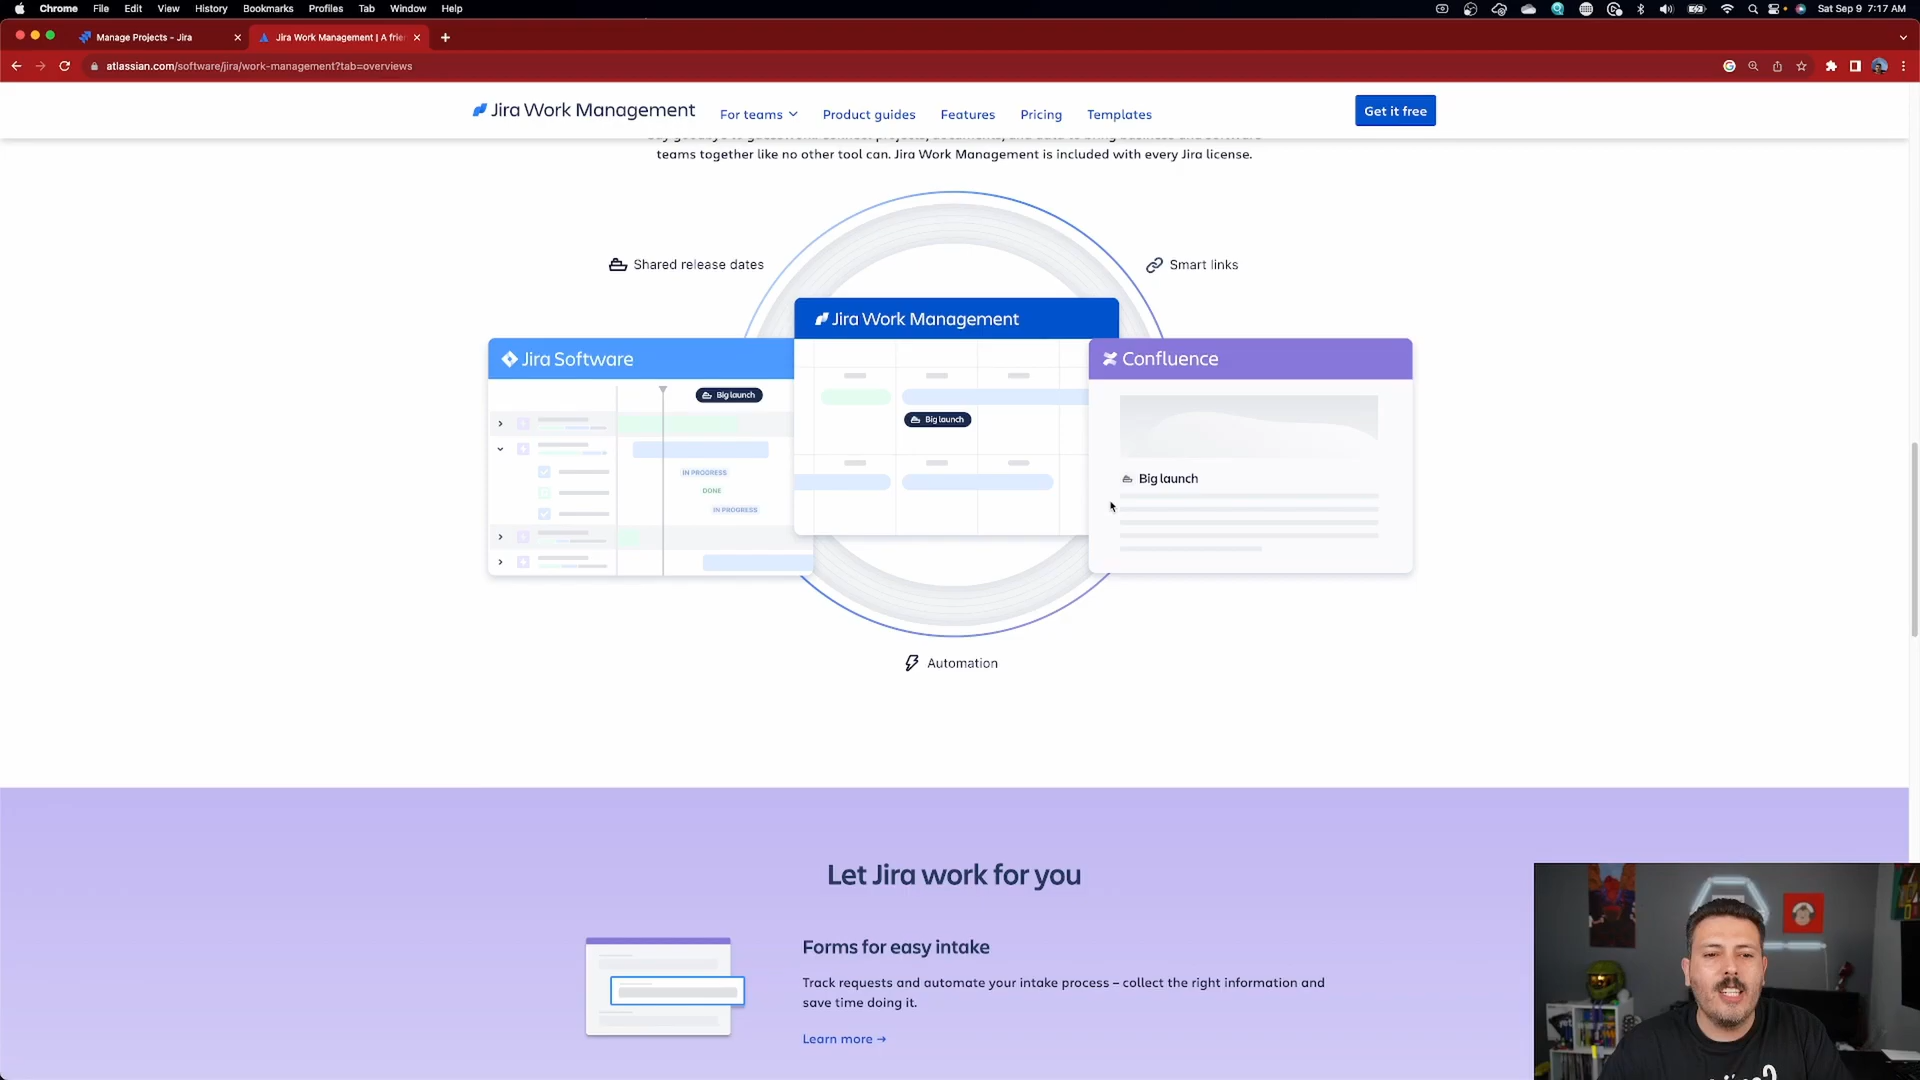 Chrome File Edit View History Bookmarks Profiles Tab Window Help Sat Sep 9 7:17 AM
Manage Projects - Jira
Jira Work Management | A frie
atlassian.com/software/jira/work-management?tab=overviews
Jira Work Management For teams Product guides Features Pricing Templates Get it free
teams together like no other tool can. Jira Work Management is included with every Jira license.
Shared release dates
Smart links
Jira Work Management
Jira Software
Confluence
Big launch
Big launch
IN PROGRESS
DONE
IN PROGRESS
Big launch
Automation
Let Jira work for you
Forms for easy intake
Track requests and automate your intake process – collect the right information and
save time doing it.
Learn more →